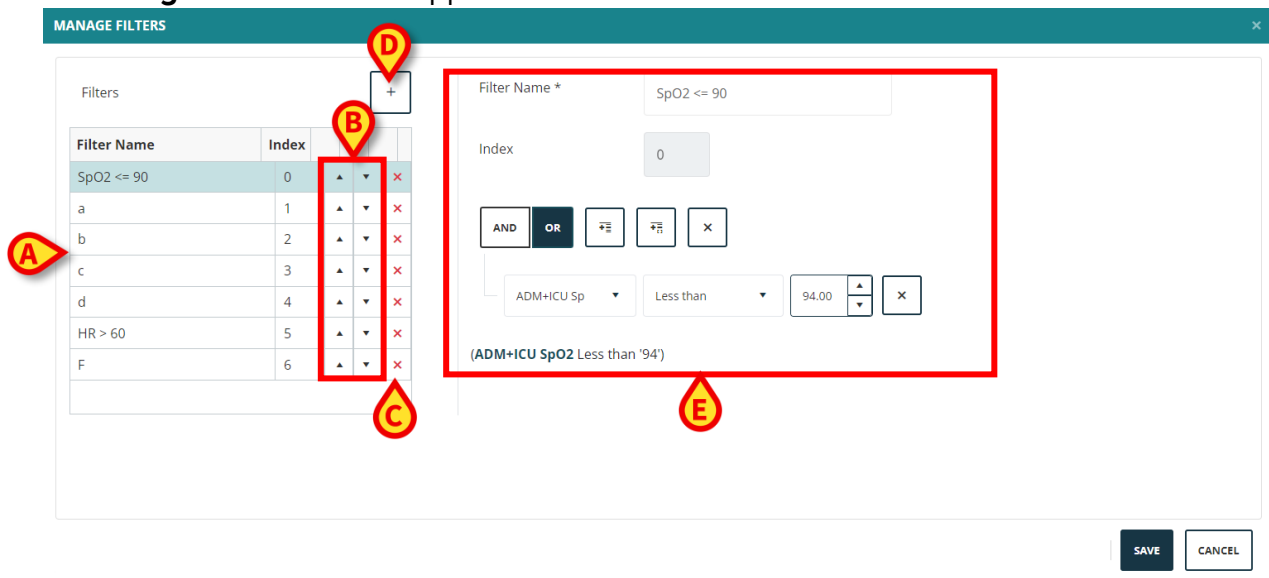 MANAGE FILTERS ×
D
Filters +
B
Filter Name Index
SpO2 <= 90 0 ▲ ▼ ×
a 1 ▲ ▼ ×
b 2 ▲ ▼ ×
A
c 3 ▲ ▼ ×
d 4 ▲ ▼ ×
HR > 60 5 ▲ ▼ ×
F 6 ▲ ▼ ×
C
Filter Name * SpO2 <= 90
Index 0
AND OR ×
ADM+ICU Sp ▼ Less than ▼ 94.00 ▲ ▼ ×
(ADM+ICU SpO2 Less than '94')
E
SAVE CANCEL